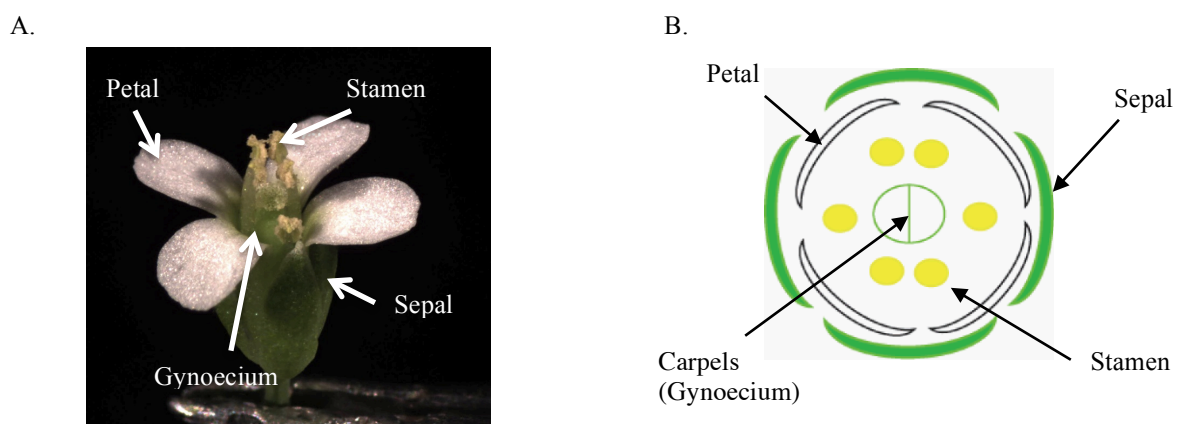 A.
Petal
Stamen
Sepal
Gynoecium
B.
Petal
Sepal
Carpels
(Gynoecium)
Stamen